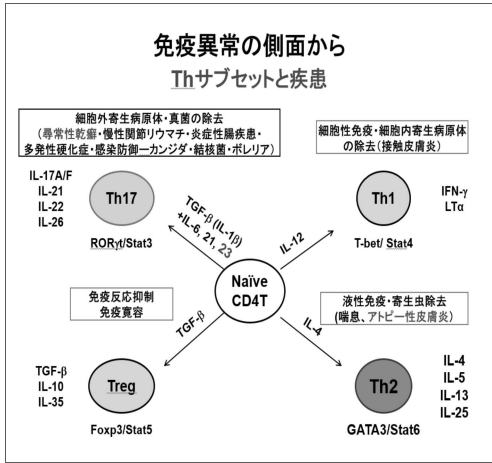 免疫異常の側面から
Thサブセットと疾患
細胞外寄生病原体・真菌の除去
(尋常性乾癬・慢性関節リウマチ・炎症性腸疾患・
多発性硬化症・感染防御ーカンジダ・結核菌・ボレリア)
IL-17A/F
IL-21
IL-22
IL-26
Th17
RORγt/Stat3
細胞性免疫・細胞内寄生病原体
の除去(接触皮膚炎)
Th1
IFN-γ
LTα
T-bet/ Stat4
TGF-β (IL-1β)
+IL-6, 21, 23
IL-12
Naïve
CD4T
免疫反応抑制
免疫寛容
TGF-β
IL-4
液性免疫・寄生虫除去
(喘息、アトピー性皮膚炎)
TGF-β
IL-10
IL-35
Treg
Foxp3/Stat5
Th2
GATA3/Stat6
IL-4
IL-5
IL-13
IL-25